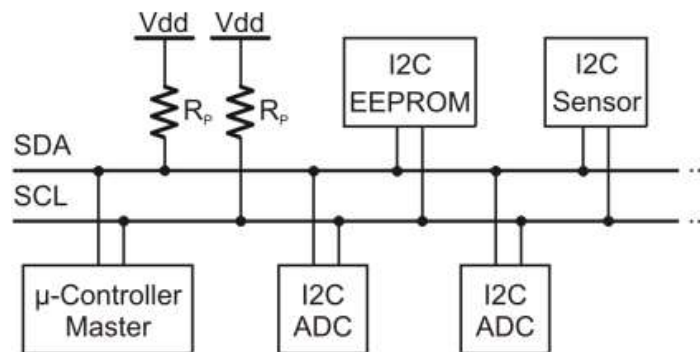 Vdd Vdd
I2C
EEPROM
I2C
Sensor
R_P R_P
SDA
SCL
μ-Controller
Master
I2C
ADC
I2C
ADC